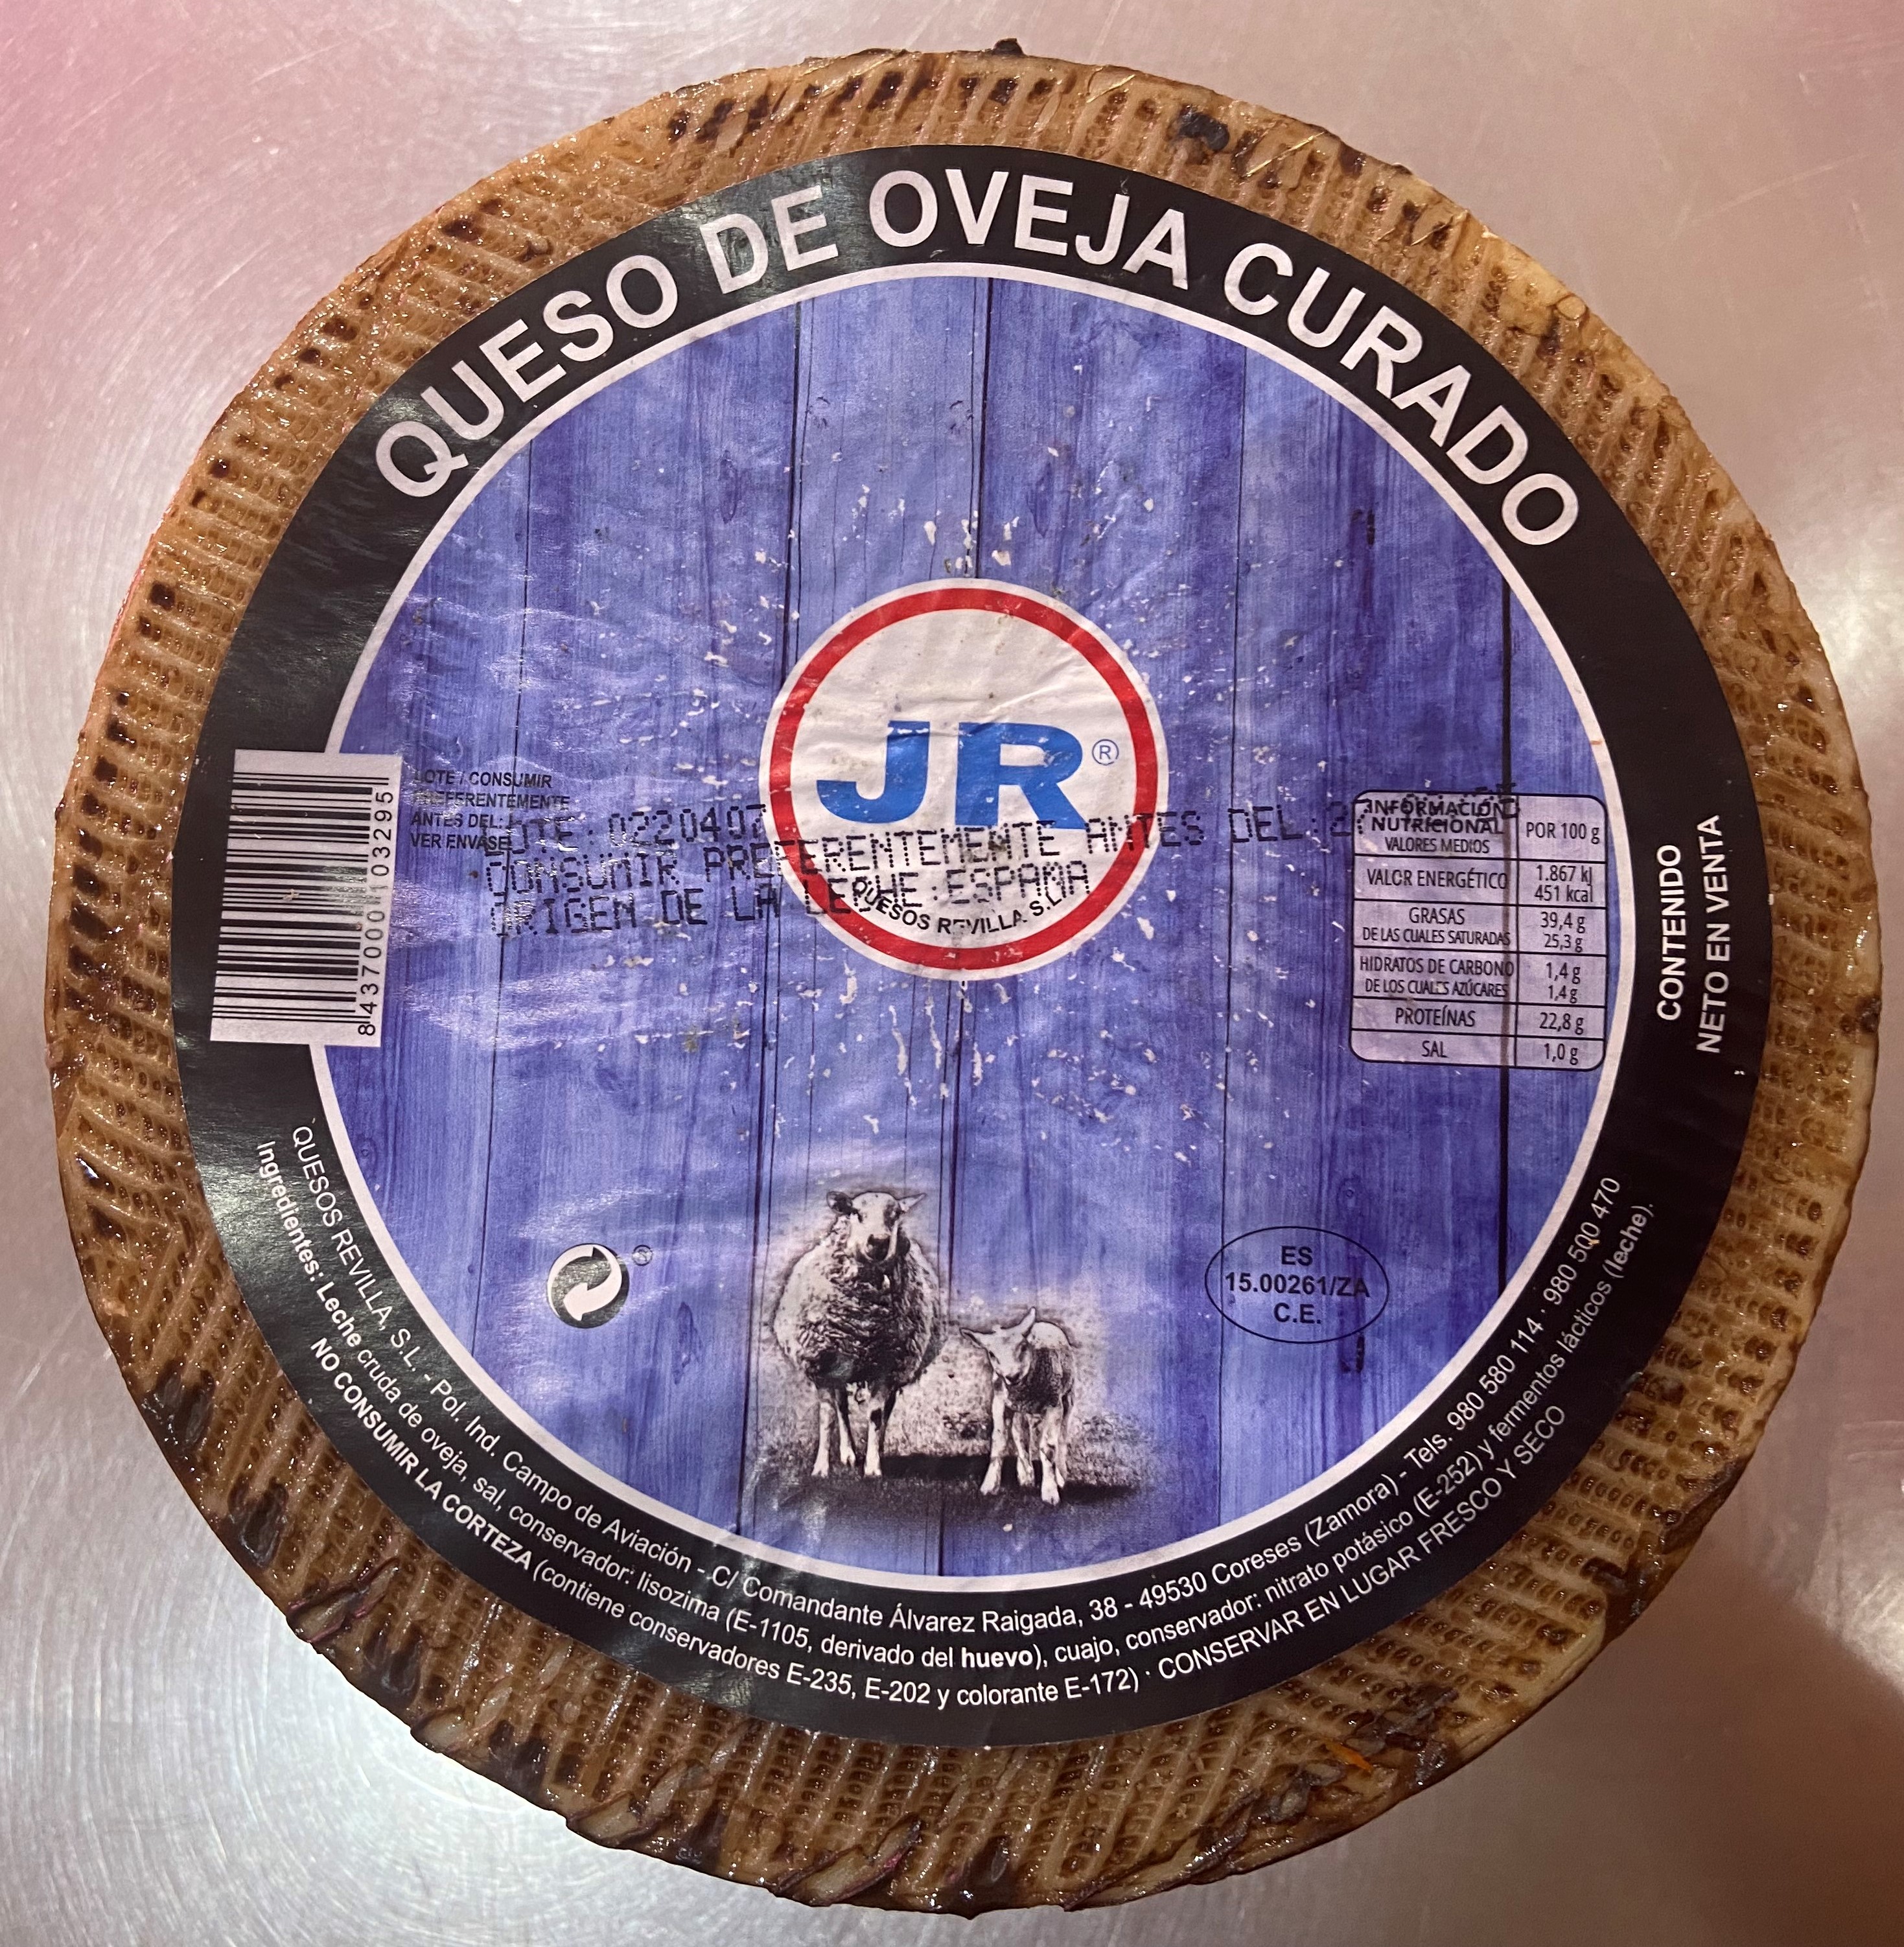 QUESO DE OVEJA CURADO
JR®
QUESOS REVILLA. S.L.
8 437000 103295
LOTE / CONSUMIR
PREFERENTEMENTE
ANTES DEL:
VER ENVASE
LOTE: 0220407
CONSUMIR PREFERENTEMENTE ANTES DEL:
ORIGEN DE LA LECHE:ESPAÑA
INFORMACIÓN
NUTRICIONAL
VALORES MEDIOS
POR 100 g
VALOR ENERGÉTICO
1.867 kj
451 kcal
GRASAS
DE LAS CUALES SATURADAS
39,4 g
25,3 g
HIDRATOS DE CARBONO
DE LOS CUALES AZÚCARES
1,4 g
1,4 g
PROTEÍNAS
22,8 g
SAL
1,0 g
CONTENIDO
NETO EN VENTA
ES
15.00261/ZA
C.E.
QUESOS REVILLA, S.L. - Pol. Ind. Campo de Aviación - C/ Comandante Álvarez Raigada, 38 - 49530 Coreses (Zamora) - Tels. 980 580 114 · 980 500 470
Ingredientes: Leche cruda de oveja, sal, conservador: lisozima (E-1105, derivado del huevo), cuajo, conservador: nitrato potásico (E-252) y fermentos lácticos (leche).
NO CONSUMIR LA CORTEZA (contiene conservadores E-235, E-202 y colorante E-172) · CONSERVAR EN LUGAR FRESCO Y SECO